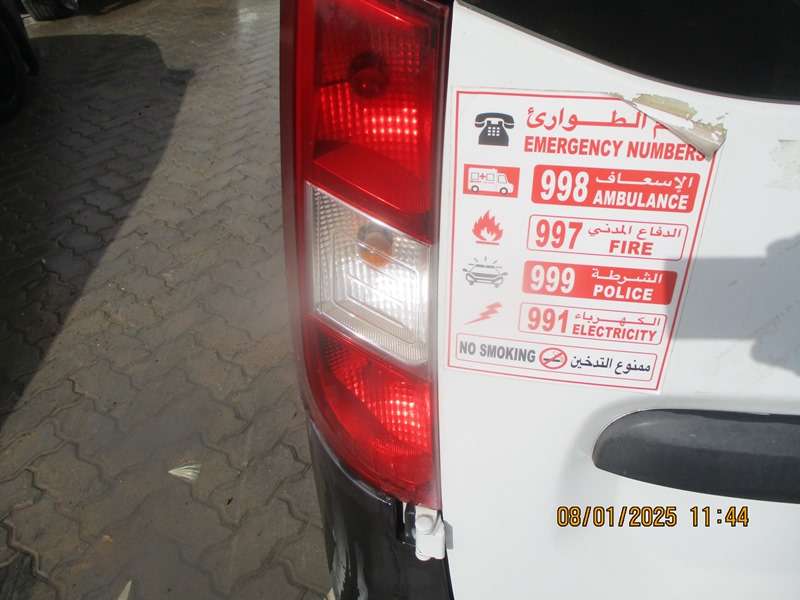 الطوارئ
EMERGENCY NUMBERS
998 الإسعاف
AMBULANCE
997 الدفاع المدني
FIRE
999 الشرطة
POLICE
991 الكهرباء
ELECTRICITY
NO SMOKING ممنوع التدخين
08/01/2025 11:44